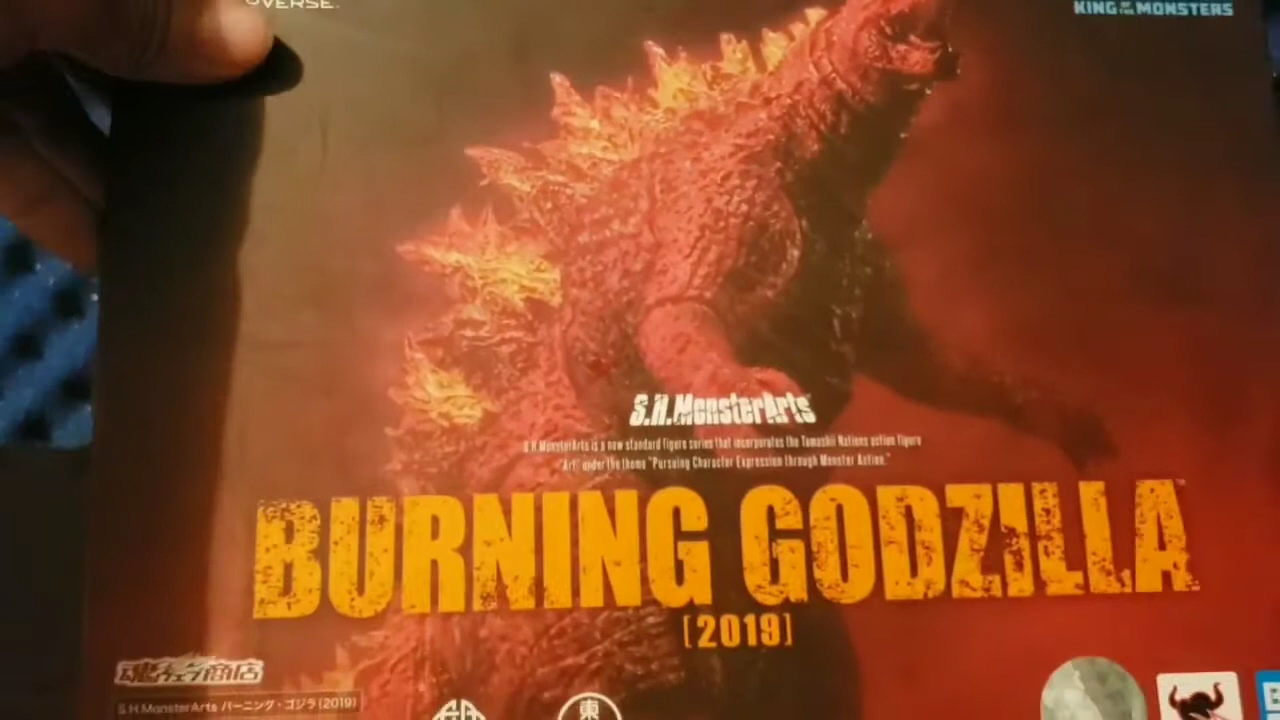 VERSE.
KING OF THE MONSTERS
S.H.MonsterArts
S.H.MonsterArts is a new standard figure series that incorporates the Tamashii Nations action figure
"Art" under the theme "Pursuing Character Expression through Monster Action."
BURNING GODZILLA
[2019]
魂ウェブ商店
S.H.MonsterArts バーニング・ゴジラ(2019)
東